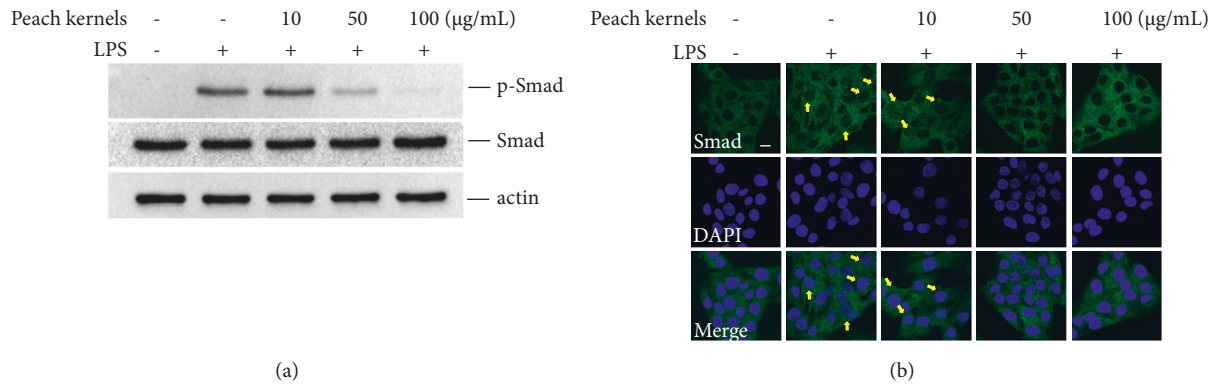 Peach kernels - - 10 50 100 (µg/mL)
LPS - + + + +
p-Smad
Smad
actin
(a)
Peach kernels - - 10 50 100 (µg/mL)
LPS - + + + +
Smad
DAPI
Merge
(b)